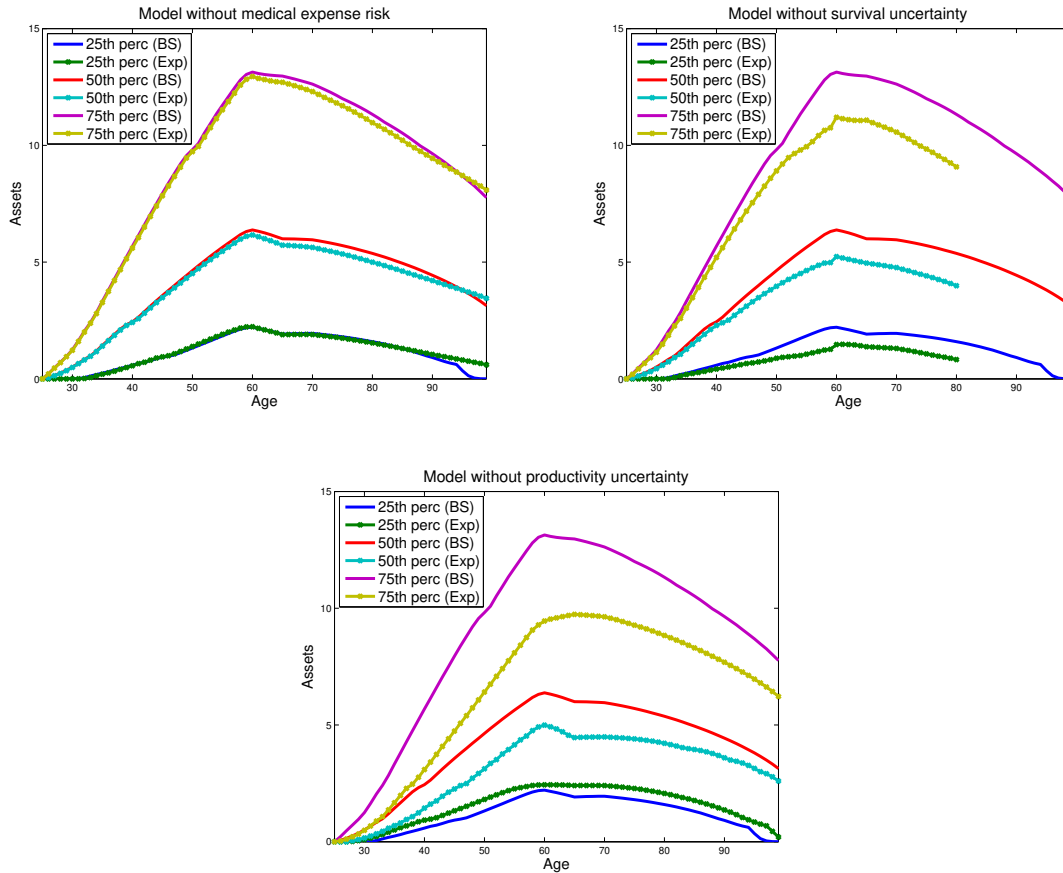 Model without medical expense risk
15
10
5
0
Assets
25th perc (BS)
25th perc (Exp)
50th perc (BS)
50th perc (Exp)
75th perc (BS)
75th perc (Exp)
30 40 50 60 70 80 90
Age
Model without survival uncertainty
15
10
5
0
Assets
25th perc (BS)
25th perc (Exp)
50th perc (BS)
50th perc (Exp)
75th perc (BS)
75th perc (Exp)
30 40 50 60 70 80 90
Age
Model without productivity uncertainty
15
10
5
0
Assets
25th perc (BS)
25th perc (Exp)
50th perc (BS)
50th perc (Exp)
75th perc (BS)
75th perc (Exp)
30 40 50 60 70 80 90
Age